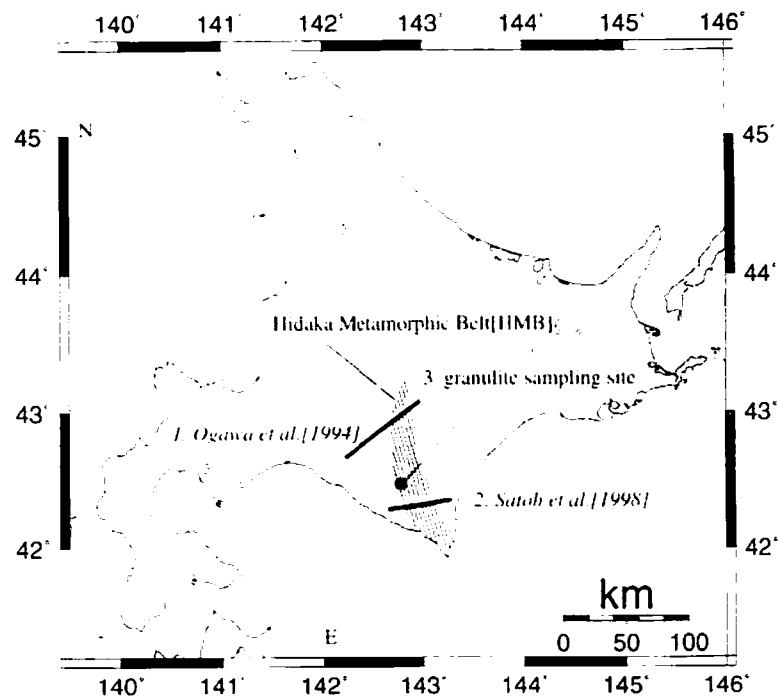 140° 141° 142° 143° 144° 145° 146°
45° N 45°
44° 44°
Hidaka Metamorphic Belt[HMB]
3 granulite sampling site
43° 43°
1. Ogawa et al.[1994]
2. Satoh et al.[1998]
42° 42°
km
0 50 100
E
140° 141° 142° 143° 144° 145° 146°